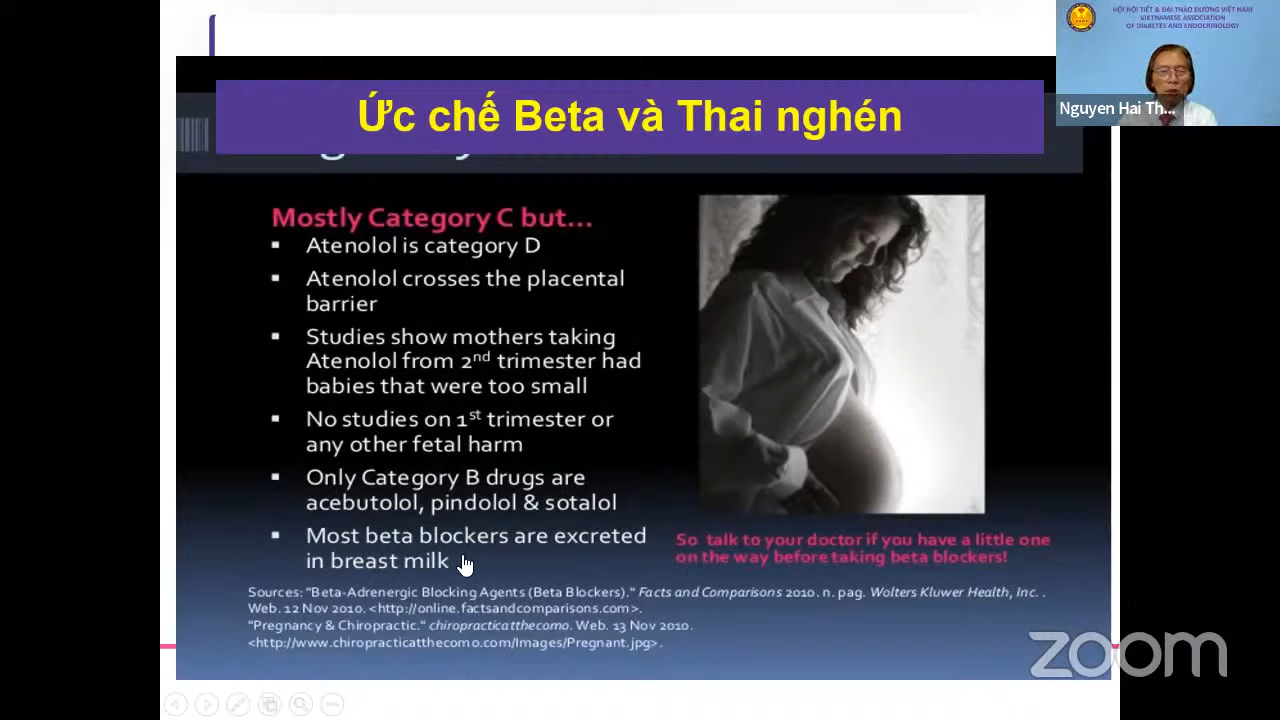 HỘI NỘI TIẾT & ĐÁI THÁO ĐƯỜNG VIỆT NAM
VIETNAMESE ASSOCIATION
OF DIABETES AND ENDOCRINOLOGY
Nguyen Hai Th...
Ức chế Beta và Thai nghén
Mostly Category C but...
▪ Atenolol is category D
▪ Atenolol crosses the placental
barrier
▪ Studies show mothers taking
Atenolol from 2nd trimester had
babies that were too small
▪ No studies on 1st trimester or
any other fetal harm
▪ Only Category B drugs are
acebutolol, pindolol & sotalol
▪ Most beta blockers are excreted
in breast milk
So talk to your doctor if you have a little one
on the way before taking beta blockers!
Sources: "Beta-Adrenergic Blocking Agents (Beta Blockers)." Facts and Comparisons 2010. n. pag. Wolters Kluwer Health, Inc. .
Web. 12 Nov 2010. <http://online.factsandcomparisons.com>.
"Pregnancy & Chiropractic." chiropracticatthecomo. Web. 13 Nov 2010.
<http://www.chiropracticatthecomo.com/Images/Pregnant.jpg>.
zoom